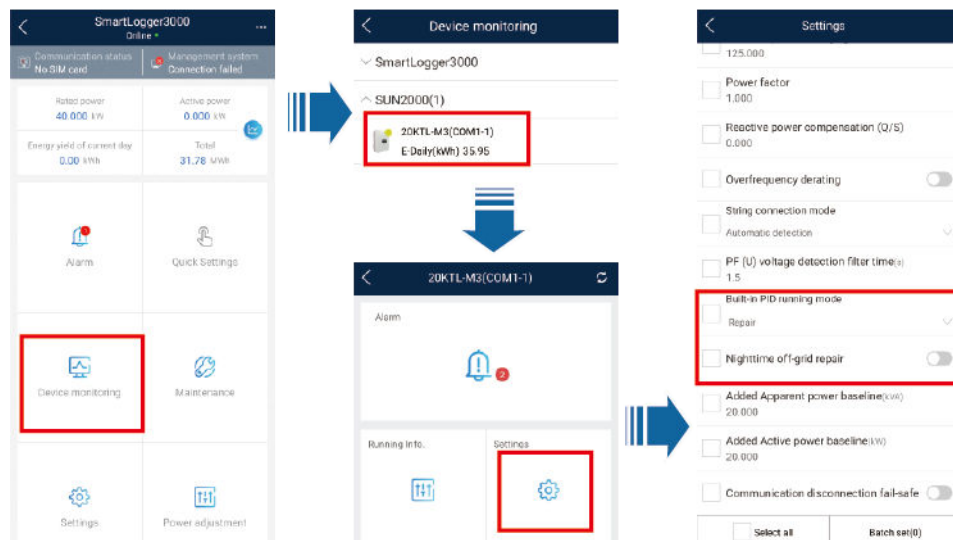 SmartLogger3000
Online
...
Communication status
No SIM card
Management system
Connection failed
Rated power
40.000 kW
Active power
0.000 kW
Energy yield of current day
0.00 kWh
Total
31.78 MWh
Alarm
1
Quick Settings
Device monitoring
Maintenance
Settings
Power adjustment
Device monitoring
SmartLogger3000
SUN2000(1)
20KTL-M3(COM1-1)
E-Daily(kWh) 35.95
20KTL-M3(COM1-1)
Alarm
2
Running Info.
Settings
Settings
125.000
Power factor
1.000
Reactive power compensation (Q/S)
0.000
Overfrequency derating
String connection mode
Automatic detection
PF (U) voltage detection filter time(s)
1.5
Built-in PID running mode
Repair
Nighttime off-grid repair
Added Apparent power baseline(kVA)
20.000
Added Active power baseline(kW)
20.000
Communication disconnection fail-safe
Select all
Batch set(0)